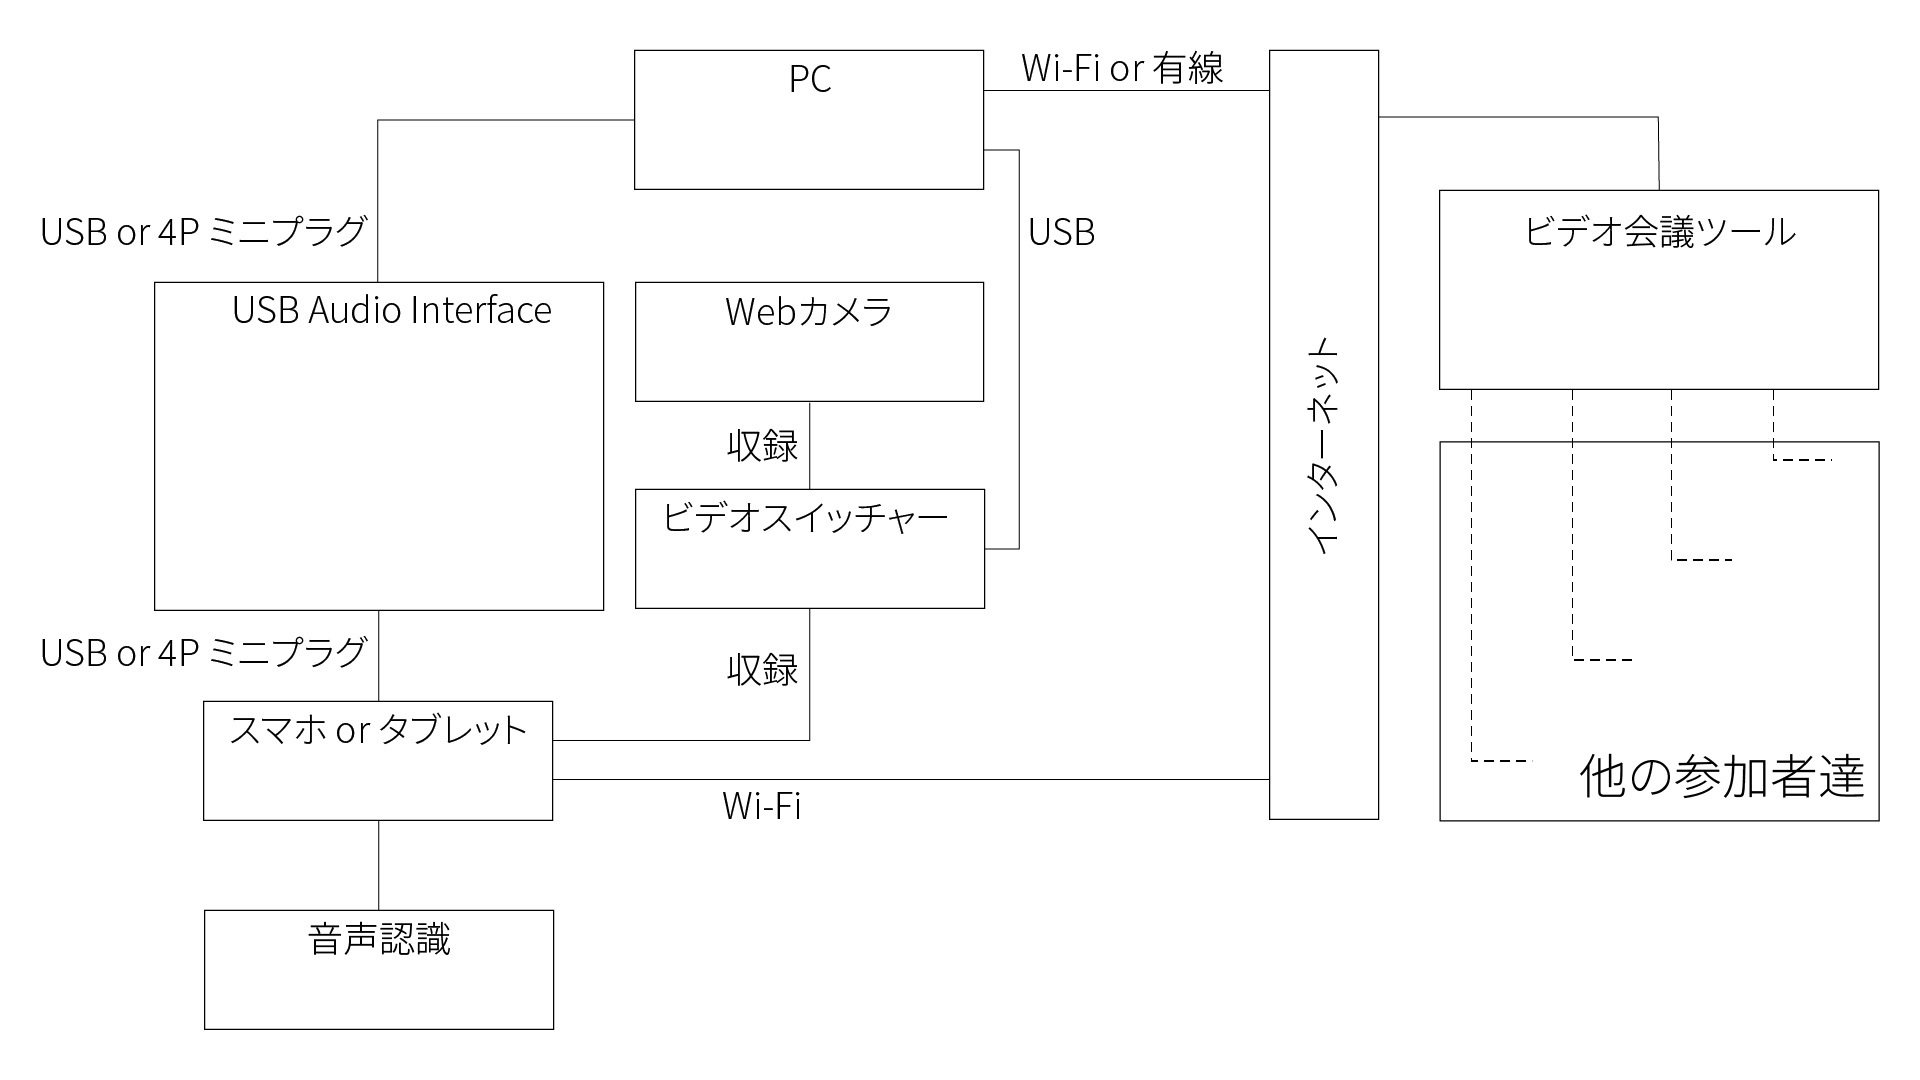 PC
Wi-Fi or 有線
USB or 4P ミニプラグ
USB
ビデオ会議ツール
USB Audio Interface
Webカメラ
収録
インターネット
ビデオスイッチャー
USB or 4P ミニプラグ
収録
スマホ or タブレット
Wi-Fi
他の参加者達
音声認識